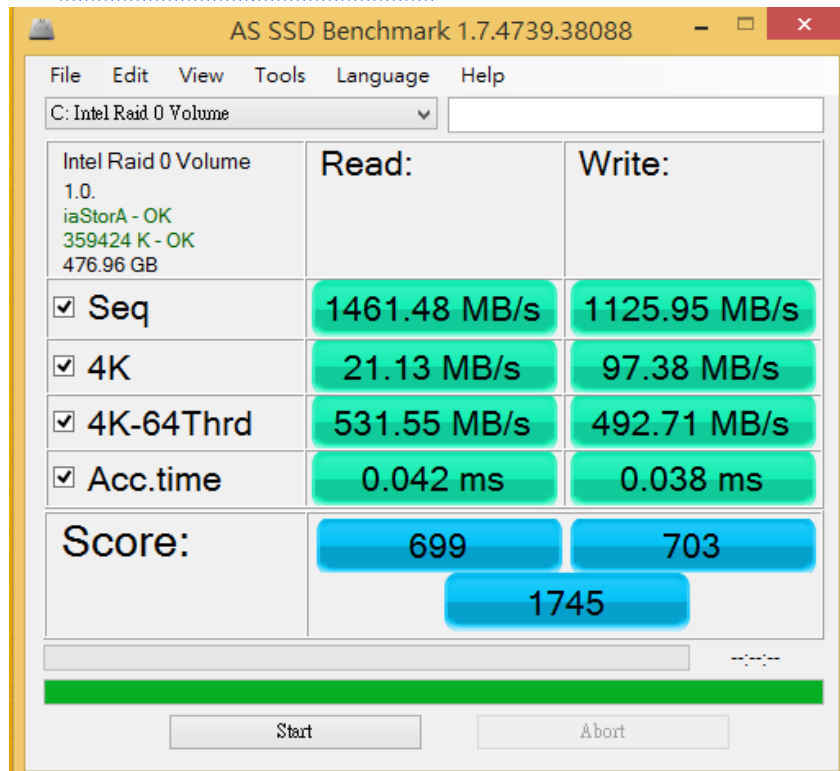 AS SSD Benchmark 1.7.4739.38088
File Edit View Tools Language Help
C: Intel Raid 0 Volume
Intel Raid 0 Volume
1.0.
iaStorA - OK
359424 K - OK
476.96 GB
Read: Write:
Seq 1461.48 MB/s 1125.95 MB/s
4K 21.13 MB/s 97.38 MB/s
4K-64Thrd 531.55 MB/s 492.71 MB/s
Acc.time 0.042 ms 0.038 ms
Score: 699 703
1745
--:--:--
Start Abort